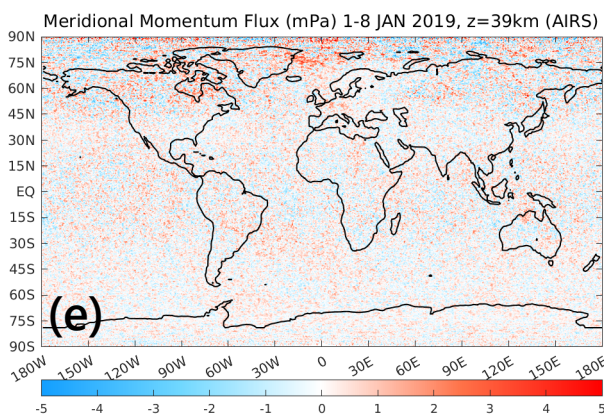 Meridional Momentum Flux (mPa) 1-8 JAN 2019, z=39km (AIRS)
90N
75N
60N
45N
30N
15N
EQ
15S
30S
45S
60S
75S
90S
(e)
180W 150W 120W 90W 60W 30W 0 30E 60E 90E 120E 150E 180E
-5 -4 -3 -2 -1 0 1 2 3 4 5